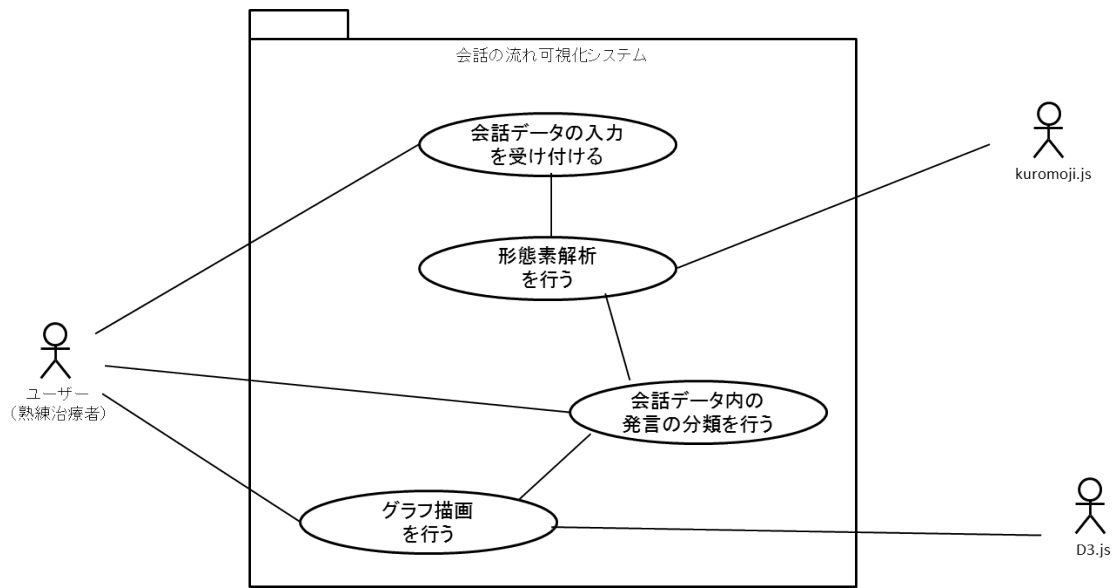 会話の流れ可視化システム
会話データの入力
を受け付ける
kuromoji.js
形態素解析
を行う
ユーザー
（熟練治療者）
会話データ内の
発言の分類を行う
グラフ描画
を行う
D3.js